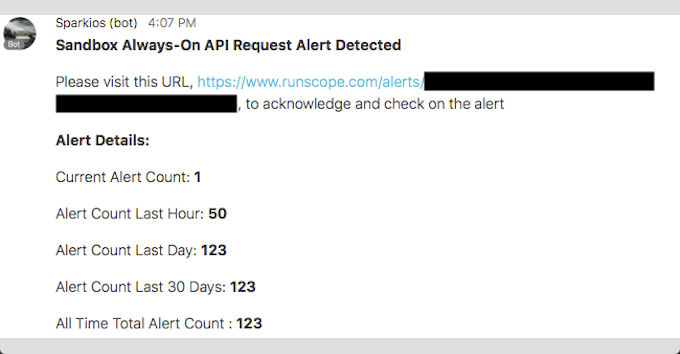 Sparkios (bot) 4:07 PM
Bot
Sandbox Always-On API Request Alert Detected
Please visit this URL, https://www.runscope.com/alerts/
, to acknowledge and check on the alert
Alert Details:
Current Alert Count: 1
Alert Count Last Hour: 50
Alert Count Last Day: 123
Alert Count Last 30 Days: 123
All Time Total Alert Count : 123